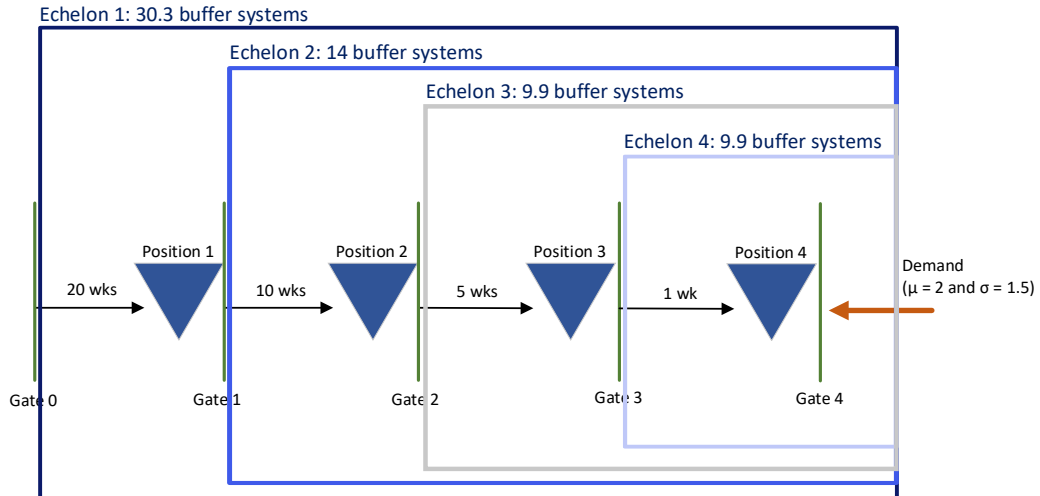 Echelon 1: 30.3 buffer systems
Echelon 2: 14 buffer systems
Echelon 3: 9.9 buffer systems
Echelon 4: 9.9 buffer systems
Position 1
Position 2
Position 3
Position 4
20 wks
10 wks
5 wks
1 wk
Demand
(μ = 2 and σ = 1.5)
Gate 0
Gate 1
Gate 2
Gate 3
Gate 4